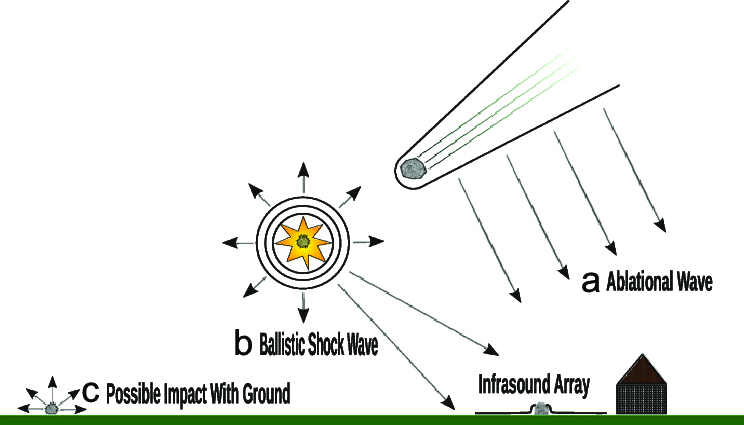 a Ablational Wave
b Ballistic Shock Wave
c Possible Impact With Ground
Infrasound Array